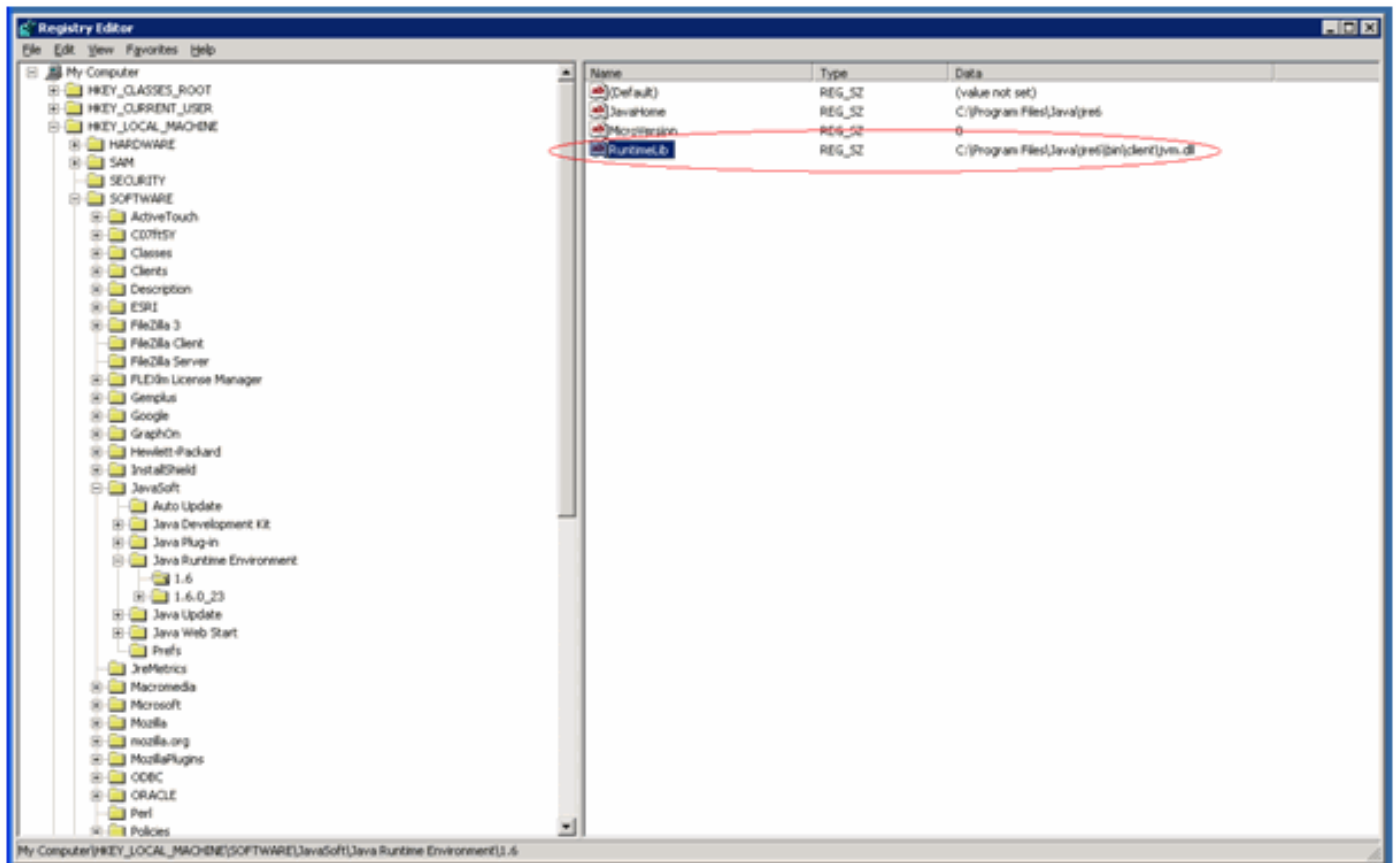 Registry Editor
File Edit View Favorites Help
My Computer
HKEY_CLASSES_ROOT
HKEY_CURRENT_USER
HKEY_LOCAL_MACHINE
HARDWARE
SAM
SECURITY
SOFTWARE
ActiveTouch
C07ft5Y
Classes
Clients
Description
ESRI
FileZilla 3
FileZilla Client
FileZilla Server
FLEXlm License Manager
Gemplus
Google
GraphOn
Hewlett-Packard
InstallShield
JavaSoft
Auto Update
Java Development Kit
Java Plug-in
Java Runtime Environment
1.6
1.6.0_23
Java Update
Java Web Start
Prefs
JreMetrics
Macromedia
Microsoft
Mozilla
mozilla.org
MozillaPlugins
ODBC
ORACLE
Perl
Policies
Name Type Data
(Default) REG_SZ (value not set)
JavaHome REG_SZ C:\Program Files\Java\jre6
MicroVersion REG_SZ 0
RuntimeLib REG_SZ C:\Program Files\Java\jre6\bin\client\jvm.dll
My Computer\HKEY_LOCAL_MACHINE\SOFTWARE\JavaSoft\Java Runtime Environment\1.6